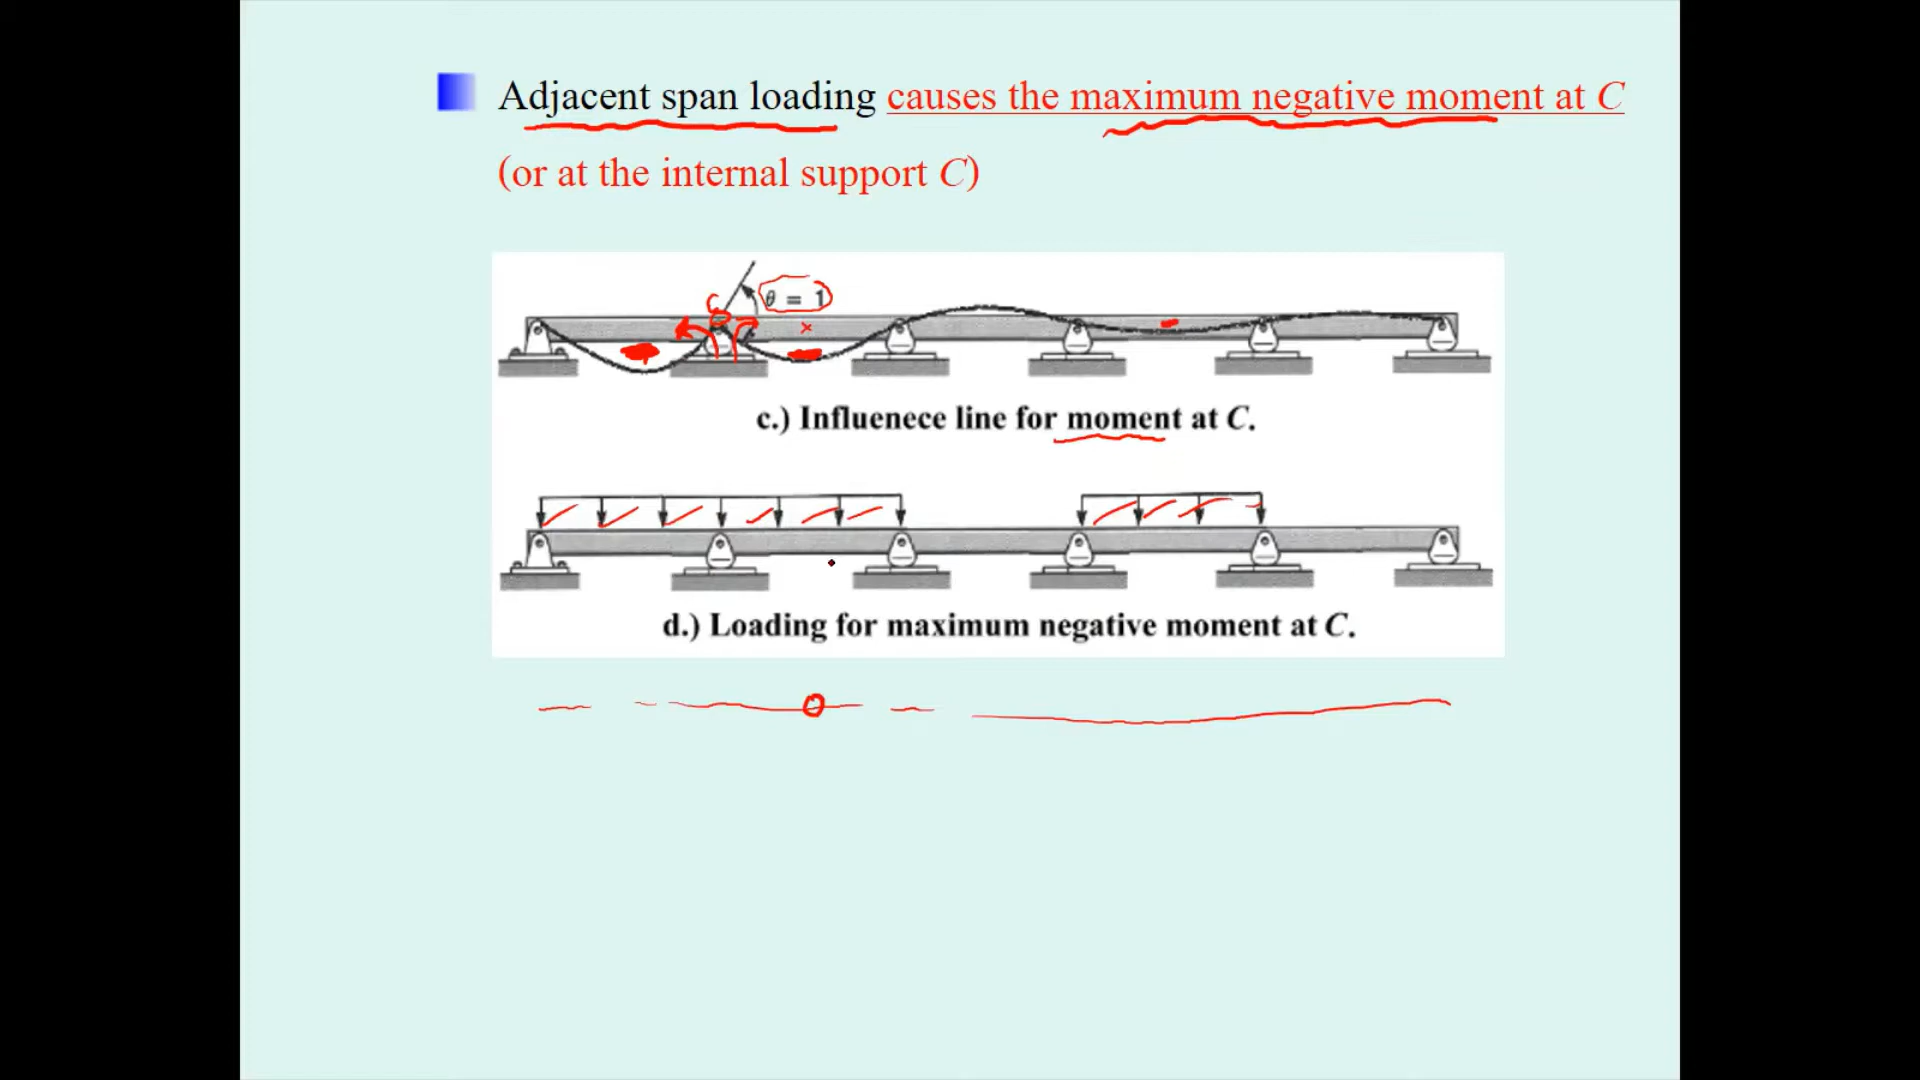 Adjacent span loading causes the maximum negative moment at C
(or at the internal support C)
C
θ = 1
c.) Influenece line for moment at C.
d.) Loading for maximum negative moment at C.